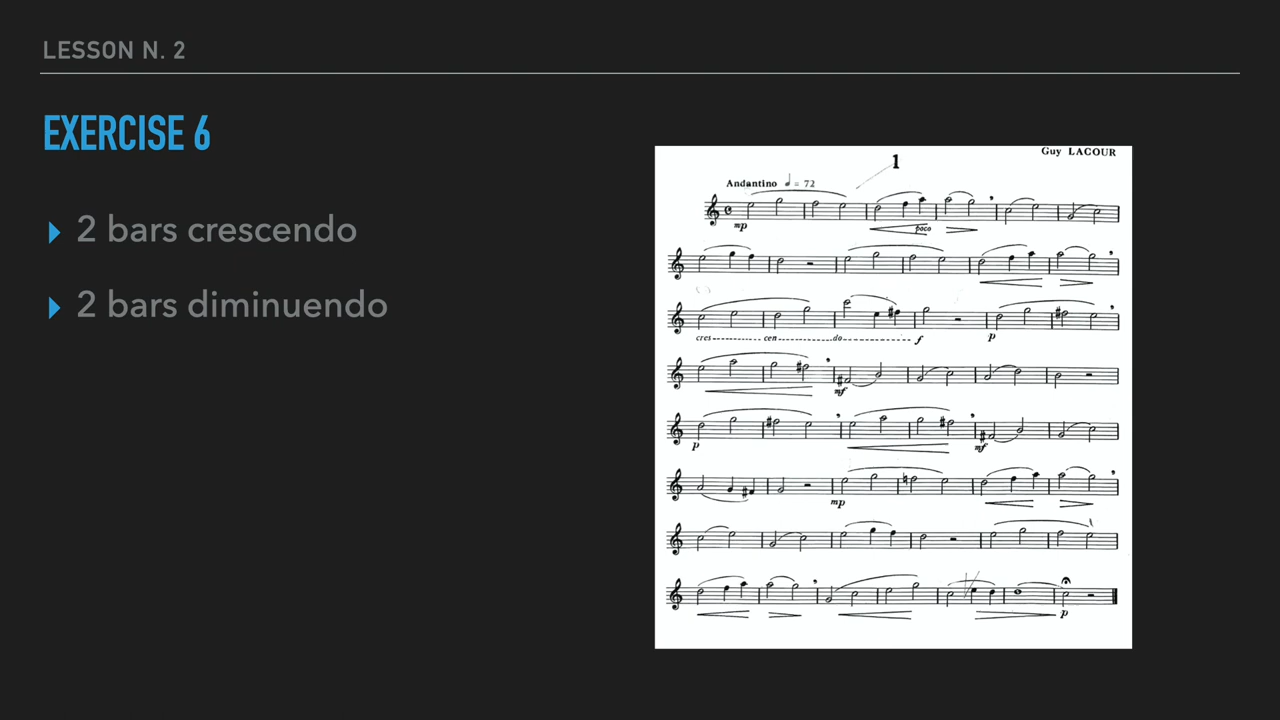 LESSON N. 2
EXERCISE 6
2 bars crescendo
2 bars diminuendo
Guy LACOUR
1
Andantino ♩ = 72
mp
poco
cres cen do f p
mf
p mf
mp
p